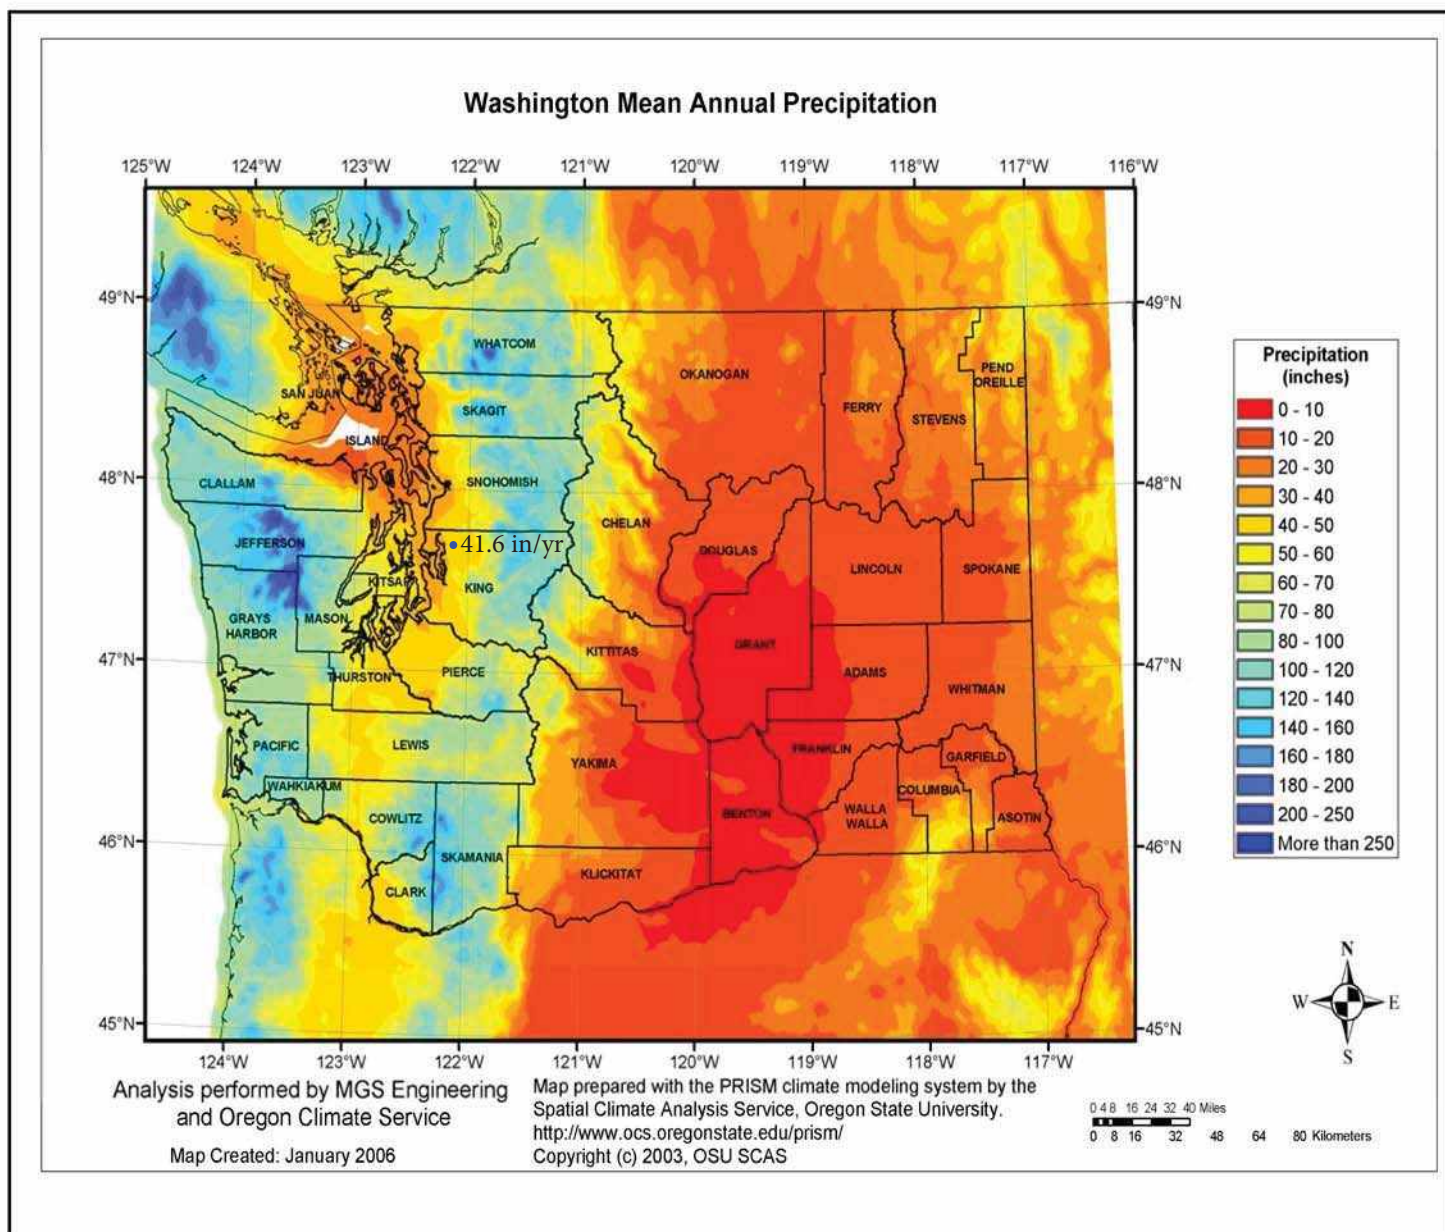 Washington Mean Annual Precipitation
125°W 124°W 123°W 122°W 121°W 120°W 119°W 118°W 117°W 116°W
49°N
49°N
48°N
48°N
47°N
47°N
46°N
46°N
45°N
45°N
WHATCOM
SAN JUAN
SKAGIT
ISLAND
CLALLAM
SNOHOMISH
JEFFERSON
41.6 in/yr
KITSAP
KING
GRAYS
HARBOR
MASON
THURSTON
PIERCE
PACIFIC
LEWIS
WAHKIAKUM
COWLITZ
SKAMANIA
CLARK
OKANOGAN
FERRY
STEVENS
PEND
OREILLE
CHELAN
DOUGLAS
LINCOLN
SPOKANE
KITTITAS
GRANT
ADAMS
WHITMAN
YAKIMA
FRANKLIN
GARFIELD
BENTON
WALLA
WALLA
COLUMBIA
ASOTIN
KLICKITAT
124°W 123°W 122°W 121°W 120°W 119°W 118°W 117°W
Precipitation
(inches)
0 - 10
10 - 20
20 - 30
30 - 40
40 - 50
50 - 60
60 - 70
70 - 80
80 - 100
100 - 120
120 - 140
140 - 160
160 - 180
180 - 200
200 - 250
More than 250
N
W E
S
Analysis performed by MGS Engineering
and Oregon Climate Service
Map Created: January 2006
Map prepared with the PRISM climate modeling system by the
Spatial Climate Analysis Service, Oregon State University.
http://www.ocs.oregonstate.edu/prism/
Copyright (c) 2003, OSU SCAS
0 4 8 16 24 32 40 Miles
0 8 16 32 48 64 80 Kilometers